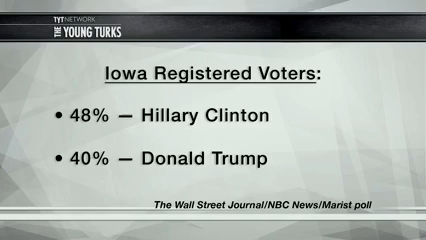 TYT NETWORK
THE YOUNG TURKS
Iowa Registered Voters:
• 48% — Hillary Clinton
• 40% — Donald Trump
The Wall Street Journal/NBC News/Marist poll